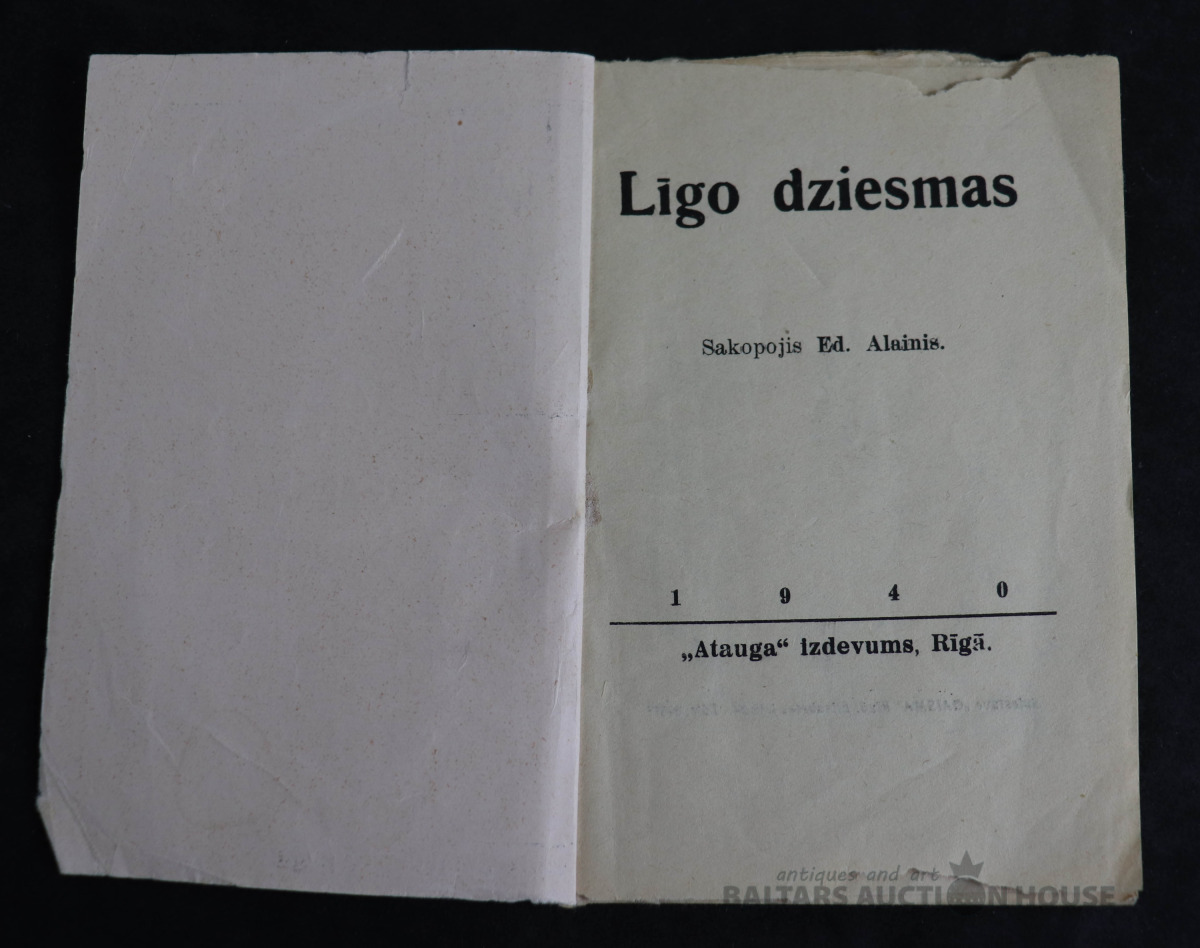 Līgo dziesmas
Sakopojis Ed. Alainis.
1 9 4 0
„Atauga“ izdevums, Rīgā.
antiques and art
BALTARS AUCTION HOUSE